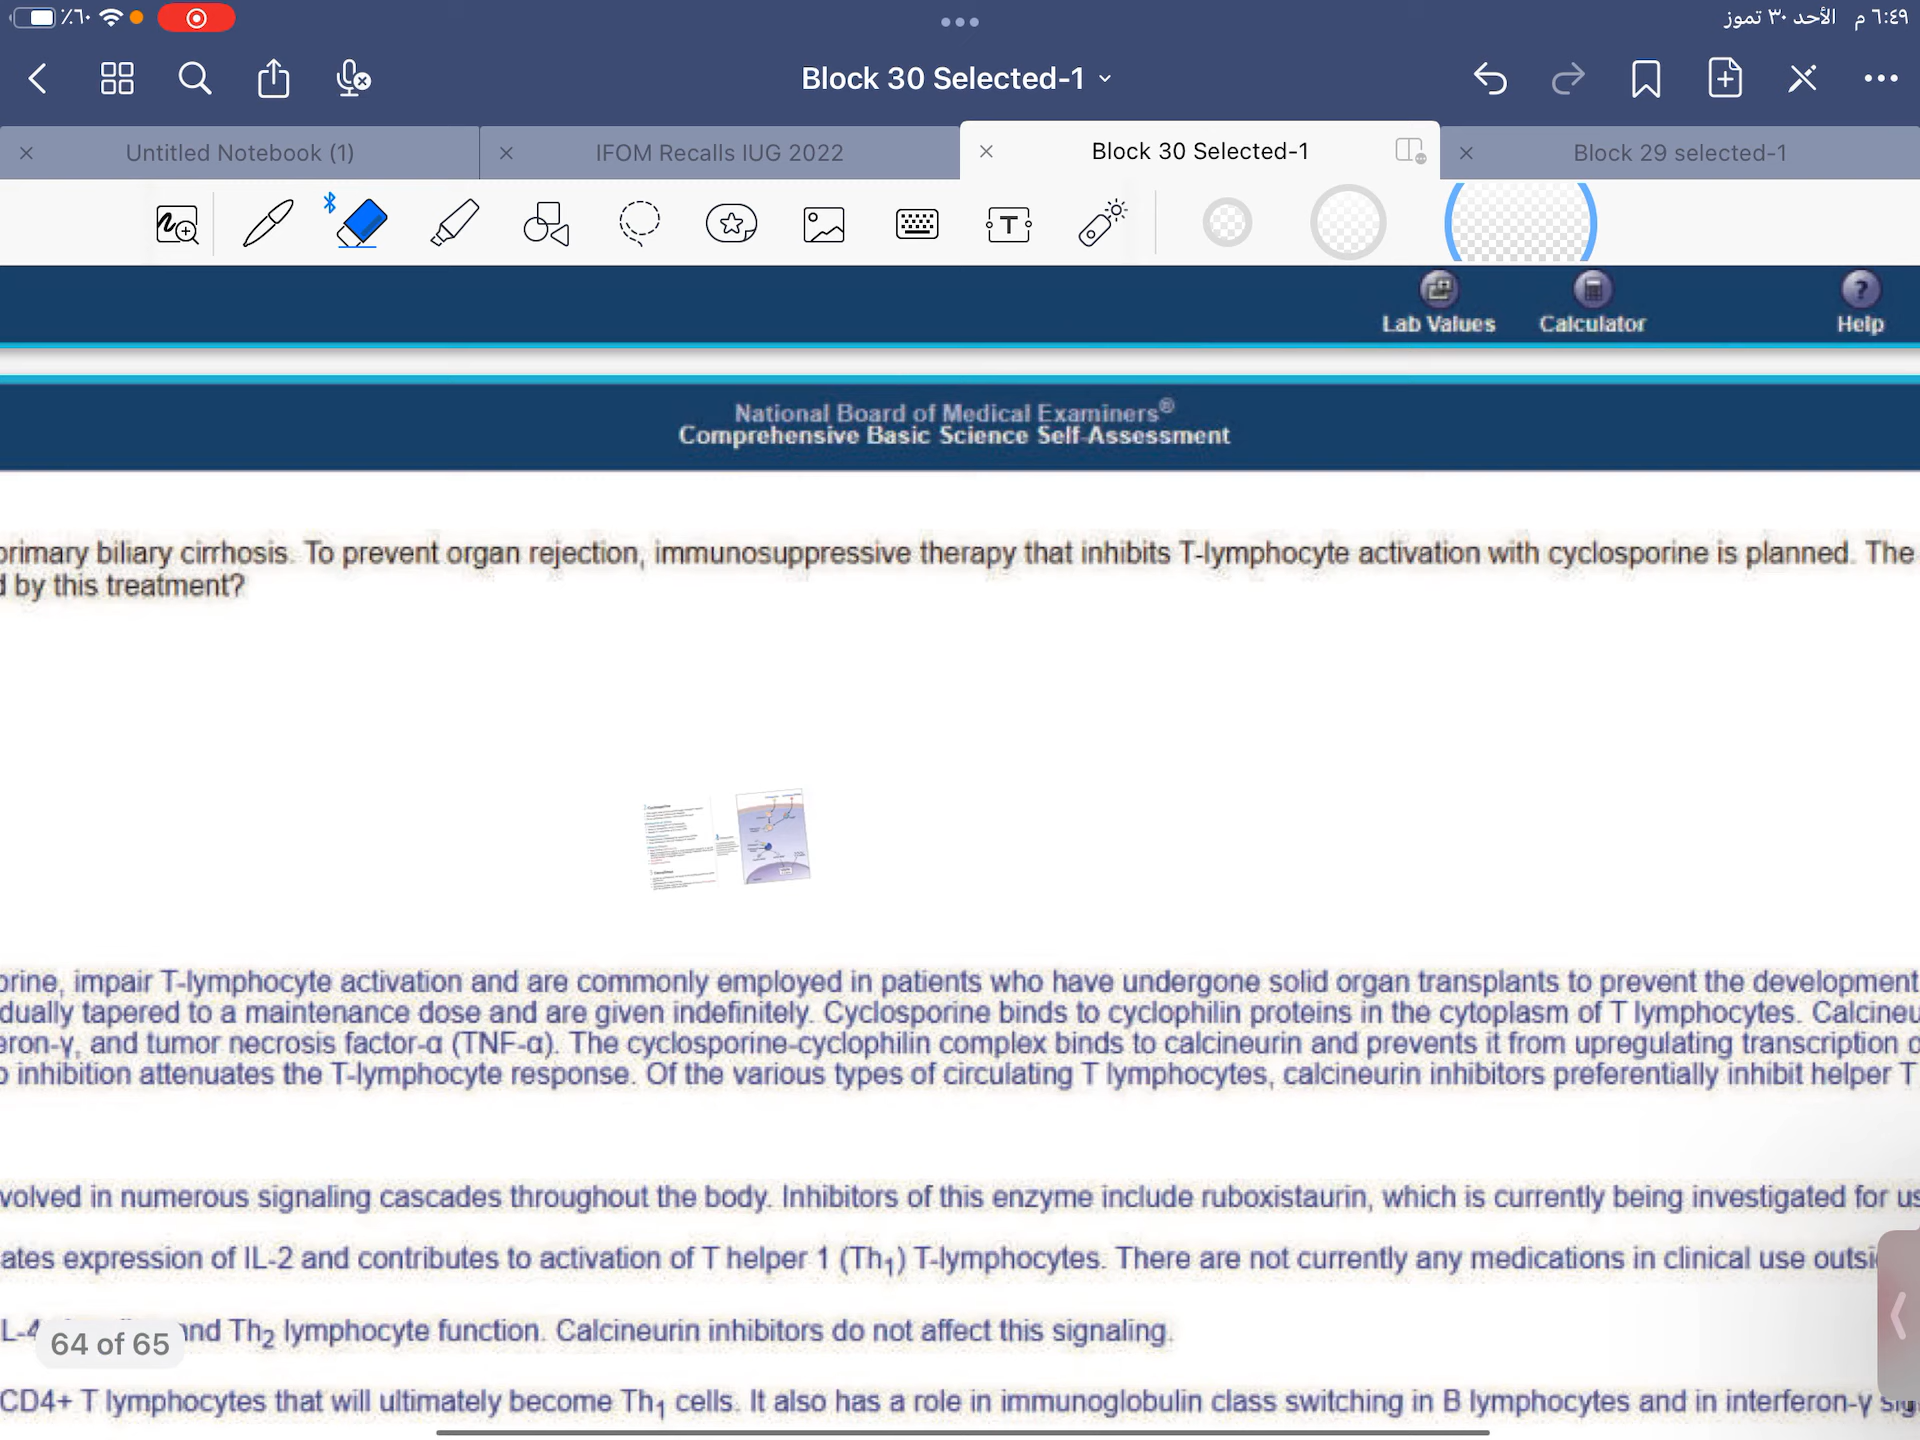 ٪٦٠
الأحد ٣٠ تموز ٦:٤٩ م
Block 30 Selected-1
Untitled Notebook (1)
IFOM Recalls IUG 2022
Block 30 Selected-1
Block 29 selected-1
T
Lab Values
Calculator
Help
National Board of Medical Examiners®
Comprehensive Basic Science Self-Assessment
primary biliary cirrhosis. To prevent organ rejection, immunosuppressive therapy that inhibits T-lymphocyte activation with cyclosporine is planned. The
d by this treatment?
orine, impair T-lymphocyte activation and are commonly employed in patients who have undergone solid organ transplants to prevent the development
dually tapered to a maintenance dose and are given indefinitely. Cyclosporine binds to cyclophilin proteins in the cytoplasm of T lymphocytes. Calcineu
eron-γ, and tumor necrosis factor-α (TNF-α). The cyclosporine-cyclophilin complex binds to calcineurin and prevents it from upregulating transcription o
o inhibition attenuates the T-lymphocyte response. Of the various types of circulating T lymphocytes, calcineurin inhibitors preferentially inhibit helper T
volved in numerous signaling cascades throughout the body. Inhibitors of this enzyme include ruboxistaurin, which is currently being investigated for us
ates expression of IL-2 and contributes to activation of T helper 1 (Th1) T-lymphocytes. There are not currently any medications in clinical use outsi
L-4 and Th2 lymphocyte function. Calcineurin inhibitors do not affect this signaling.
64 of 65
CD4+ T lymphocytes that will ultimately become Th1 cells. It also has a role in immunoglobulin class switching in B lymphocytes and in interferon-γ sig